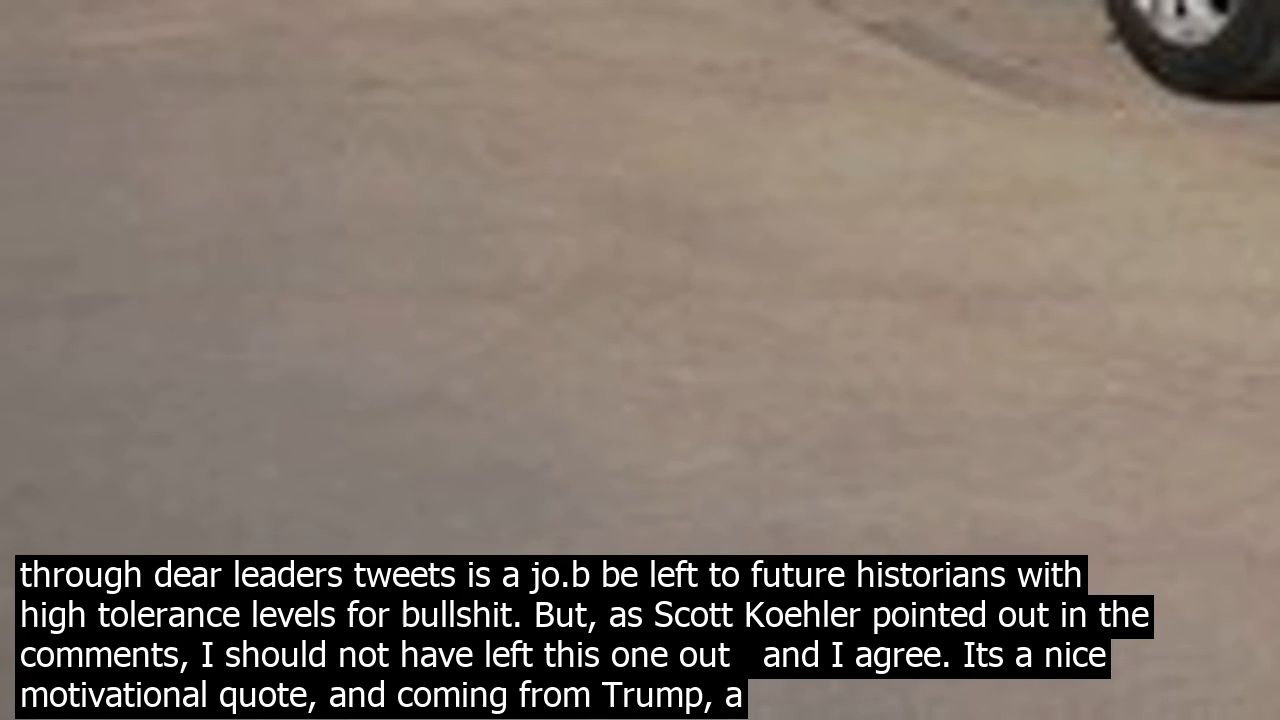 through dear leaders tweets is a jo.b be left to future historians with
high tolerance levels for bullshit. But, as Scott Koehler pointed out in the
comments, I should not have left this one out   and I agree. Its a nice
motivational quote, and coming from Trump, a